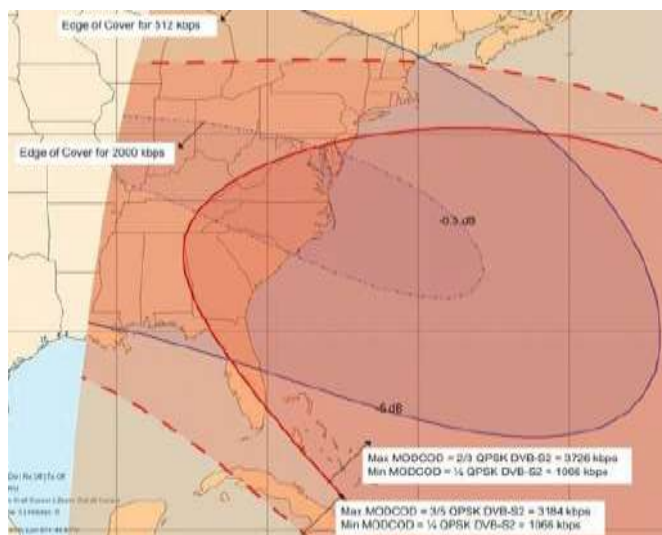 Edge of Cover for 512 kbps
Edge of Cover for 2000 kbps
-0.5 dB
-5 dB
Max MODCOD = 2/3 QPSK DVB-S2 = 3726 kbps
Min MODCOD = ¼ QPSK DVB-S2 = 1066 kbps
Max MODCOD = 3/5 QPSK DVB-S2 = 3184 kbps
Min MODCOD = ¼ QPSK DVB-S2 = 1066 kbps